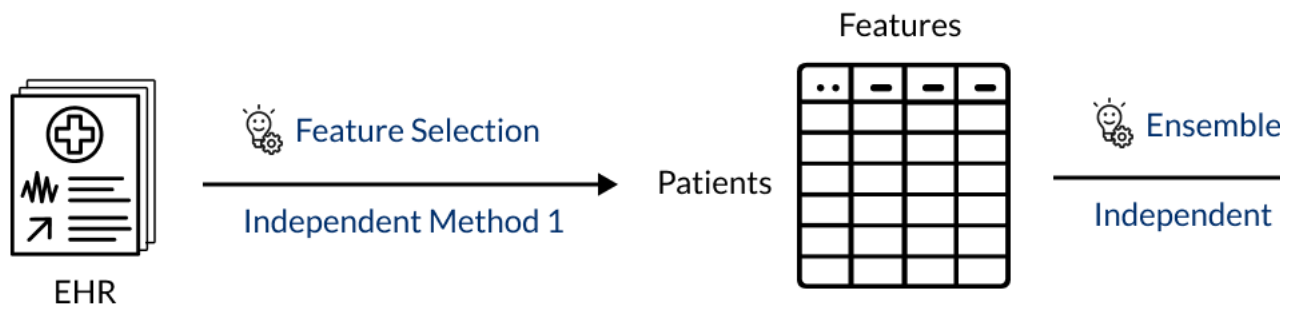 Features
Feature Selection
Ensemble
Patients
Independent Method 1
Independent
EHR